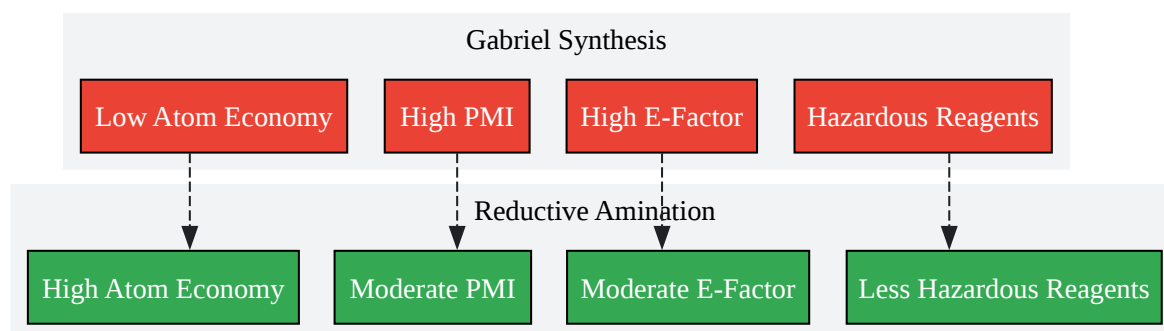 Gabriel Synthesis
Low Atom Economy
High PMI
High E-Factor
Hazardous Reagents
Reductive Amination
High Atom Economy
Moderate PMI
Moderate E-Factor
Less Hazardous Reagents